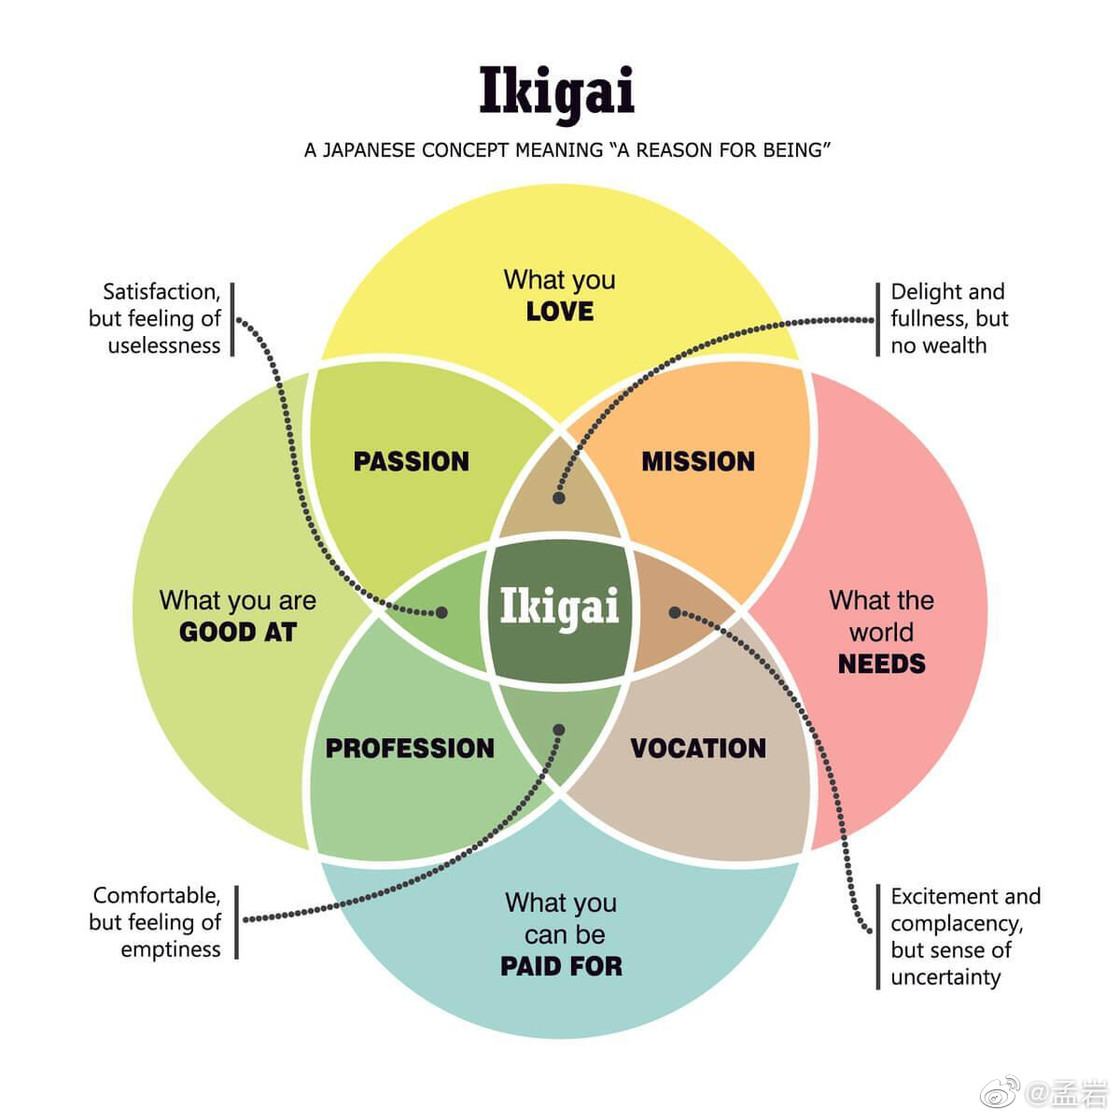 Ikigai
A JAPANESE CONCEPT MEANING “A REASON FOR BEING”
What you
LOVE
Satisfaction,
but feeling of
uselessness
Delight and
fullness, but
no wealth
PASSION
MISSION
What you are
GOOD AT
Ikigai
What the
world
NEEDS
PROFESSION
VOCATION
Comfortable,
but feeling of
emptiness
What you
can be
PAID FOR
Excitement and
complacency,
but sense of
uncertainty
@孟岩